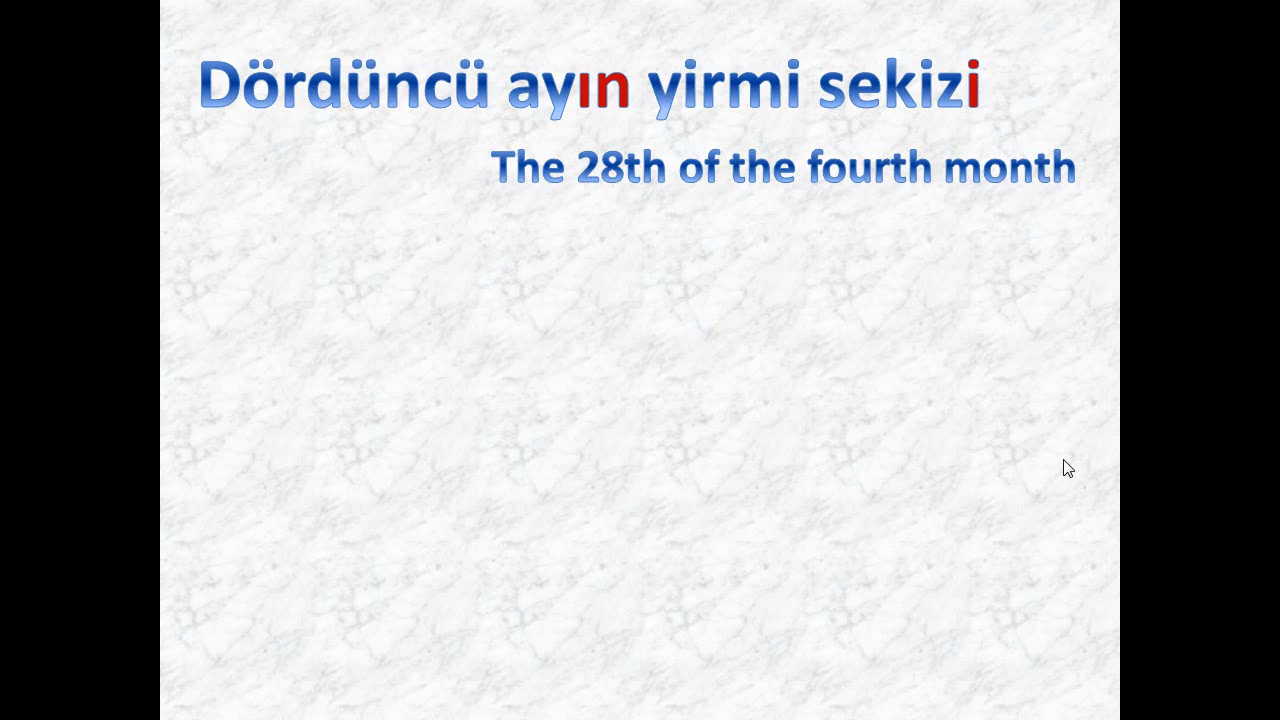 Dördüncü ayın yirmi sekizi
The 28th of the fourth month